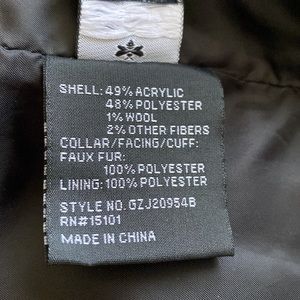 SHELL: 49% ACRYLIC
48% POLYESTER
1% WOOL
2% OTHER FIBERS
COLLAR/FACING/CUFF:
FAUX FUR:
100% POLYESTER
LINING: 100% POLYESTER
STYLE NO. GZJ20954B
RN#15101
MADE IN CHINA